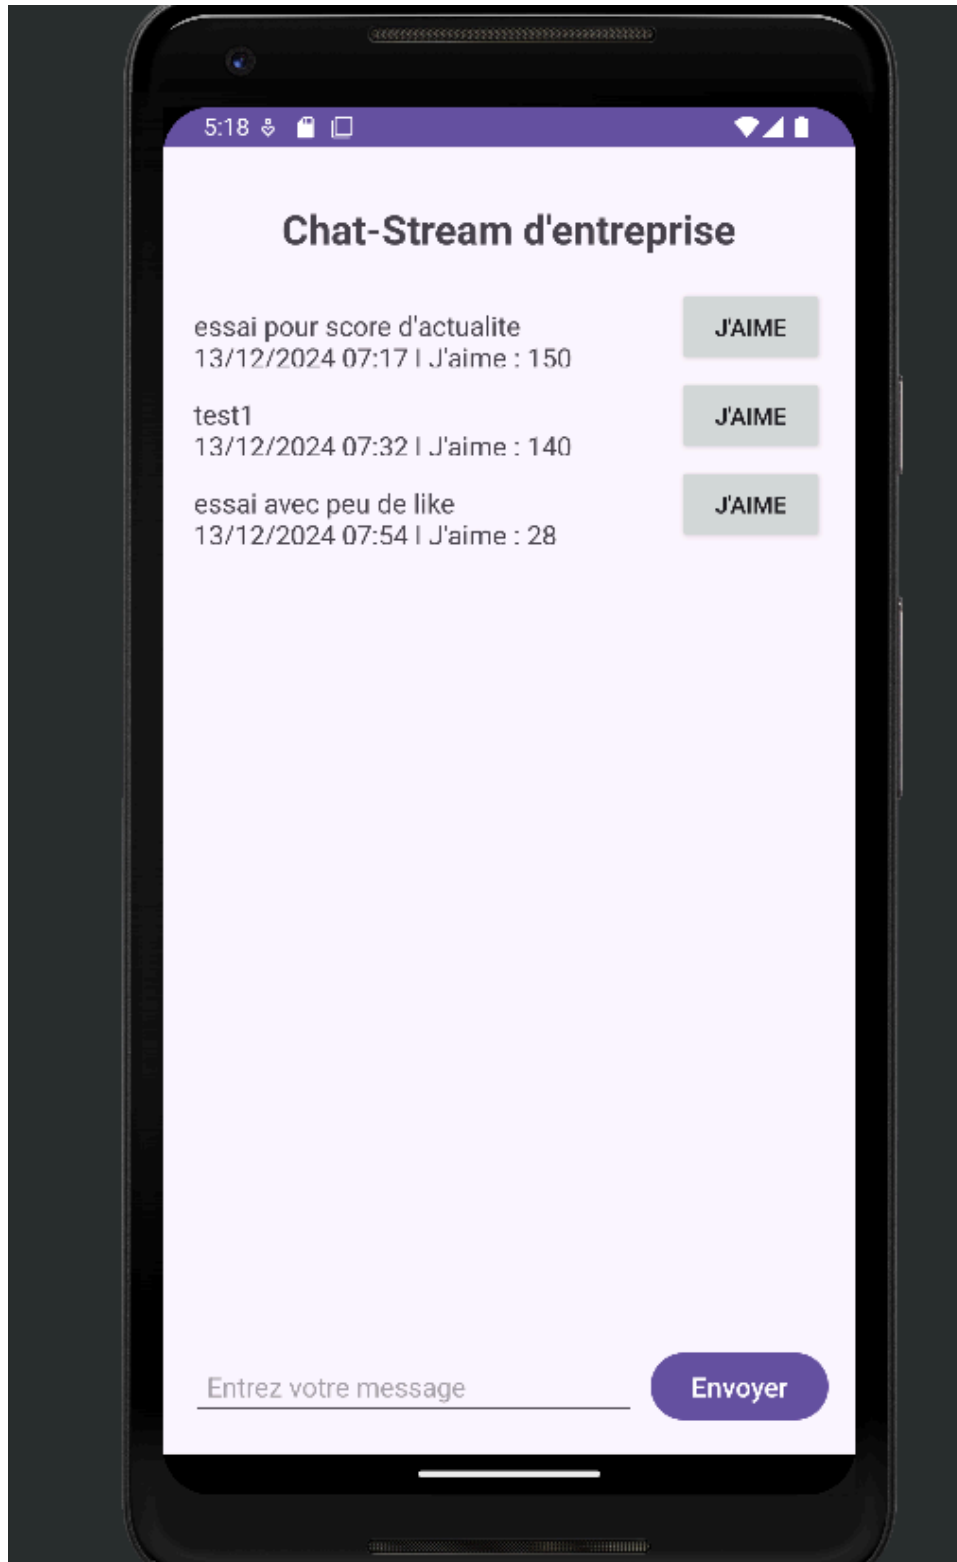 5:18
Chat-Stream d'entreprise
essai pour score d'actualite
J'AIME
13/12/2024 07:17 | J'aime : 150
test1
J'AIME
13/12/2024 07:32 | J'aime : 140
essai avec peu de like
J'AIME
13/12/2024 07:54 | J'aime : 28
Entrez votre message
Envoyer